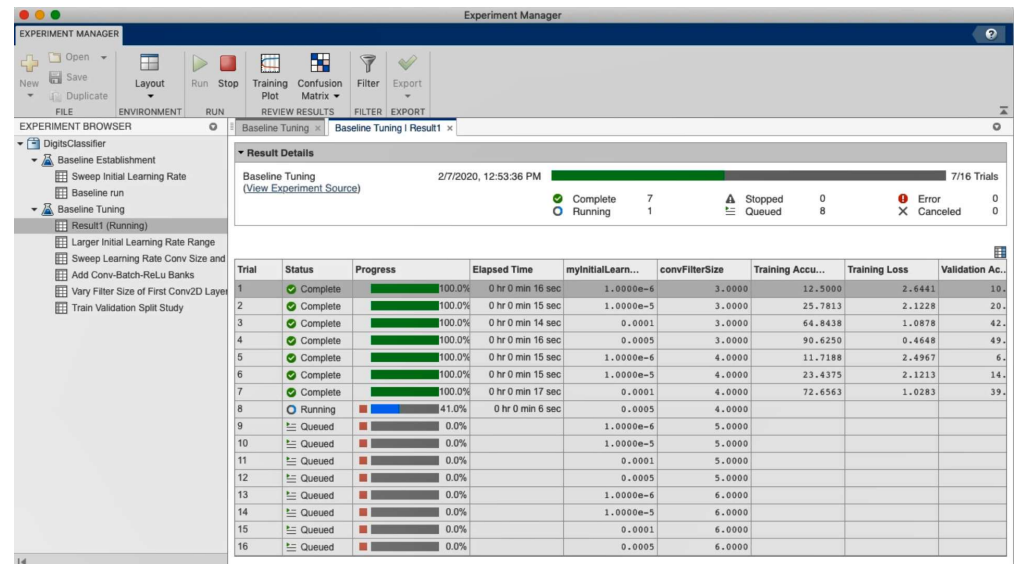 Experiment Manager
EXPERIMENT MANAGER
?
New
Open
Save
Duplicate
Layout
Run
Stop
Training Plot
Confusion Matrix
Filter
Export
FILE
ENVIRONMENT
RUN
REVIEW RESULTS
FILTER
EXPORT
EXPERIMENT BROWSER
DigitsClassifier
Baseline Establishment
Sweep Initial Learning Rate
Baseline run
Baseline Tuning
Result1 (Running)
Larger Initial Learning Rate Range
Sweep Learning Rate Conv Size and
Add Conv-Batch-ReLu Banks
Vary Filter Size of First Conv2D Layer
Train Validation Split Study
Baseline Tuning ×
Baseline Tuning | Result1 ×
Result Details
Baseline Tuning 2/7/2020, 12:53:36 PM 7/16 Trials
(View Experiment Source)
Complete 7 Stopped 0 Error 0
Running 1 Queued 8 Canceled 0
Trial Status Progress Elapsed Time myInitialLearn... convFilterSize Training Accu... Training Loss Validation Ac..
1 Complete 100.0% 0 hr 0 min 16 sec 1.0000e-6 3.0000 12.5000 2.6441 10.
2 Complete 100.0% 0 hr 0 min 15 sec 1.0000e-5 3.0000 25.7813 2.1228 20.
3 Complete 100.0% 0 hr 0 min 14 sec 0.0001 3.0000 64.8438 1.0878 42.
4 Complete 100.0% 0 hr 0 min 16 sec 0.0005 3.0000 90.6250 0.4648 49.
5 Complete 100.0% 0 hr 0 min 15 sec 1.0000e-6 4.0000 11.7188 2.4967 6.
6 Complete 100.0% 0 hr 0 min 15 sec 1.0000e-5 4.0000 23.4375 2.1213 14.
7 Complete 100.0% 0 hr 0 min 17 sec 0.0001 4.0000 72.6563 1.0283 39.
8 Running 41.0% 0 hr 0 min 6 sec 0.0005 4.0000
9 Queued 0.0% 1.0000e-6 5.0000
10 Queued 0.0% 1.0000e-5 5.0000
11 Queued 0.0% 0.0001 5.0000
12 Queued 0.0% 0.0005 5.0000
13 Queued 0.0% 1.0000e-6 6.0000
14 Queued 0.0% 1.0000e-5 6.0000
15 Queued 0.0% 0.0001 6.0000
16 Queued 0.0% 0.0005 6.0000